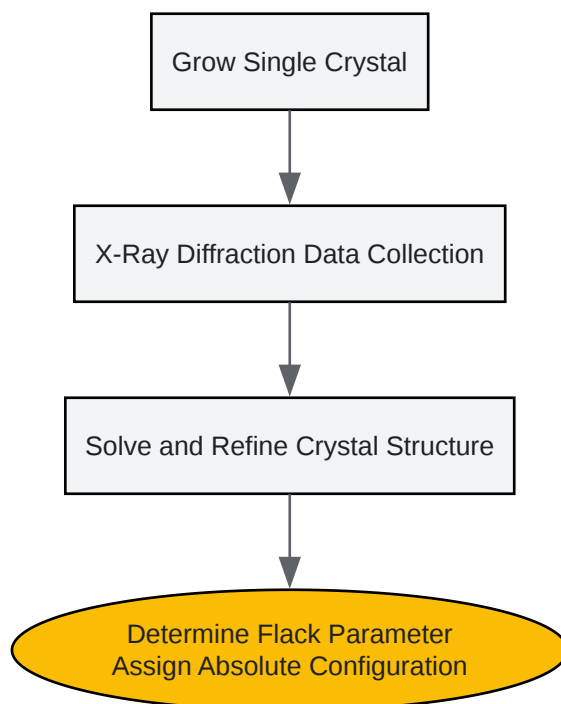 Grow Single Crystal
X-Ray Diffraction Data Collection
Solve and Refine Crystal Structure
Determine Flack Parameter
Assign Absolute Configuration